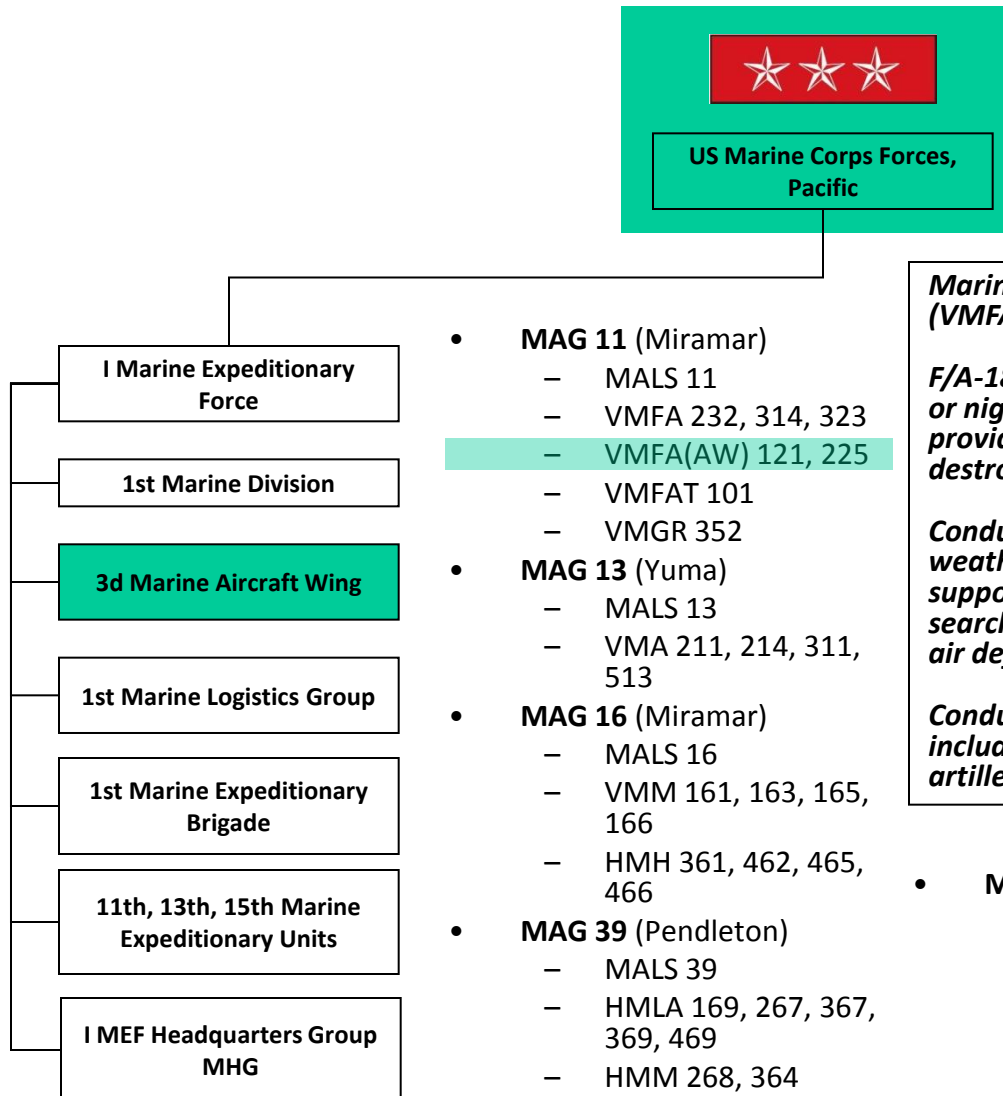 US Marine Corps Forces,
Pacific
I Marine Expeditionary
Force
1st Marine Division
3d Marine Aircraft Wing
1st Marine Logistics Group
1st Marine Expeditionary
Brigade
11th, 13th, 15th Marine
Expeditionary Units
I MEF Headquarters Group
MHG
• MAG 11 (Miramar)
– MALS 11
– VMFA 232, 314, 323
– VMFA(AW) 121, 225
– VMFAT 101
– VMGR 352
• MAG 13 (Yuma)
– MALS 13
– VMA 211, 214, 311,
513
• MAG 16 (Miramar)
– MALS 16
– VMM 161, 163, 165,
166
– HMH 361, 462, 465,
466
• MAG 39 (Pendleton)
– MALS 39
– HMLA 169, 267, 367,
369, 469
– HMM 268, 364
or
air
•